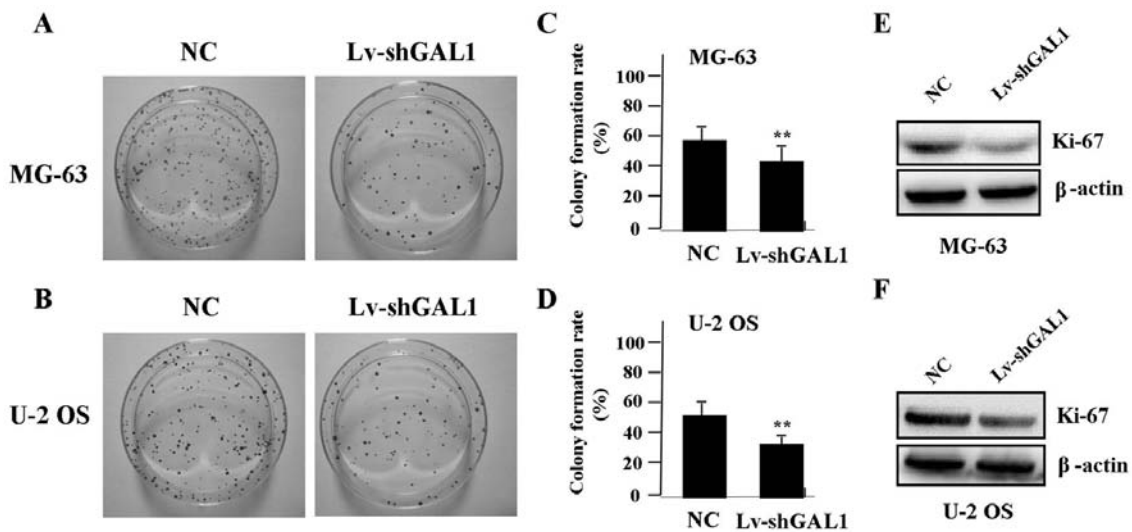 A
NC
Lv-shGAL1
MG-63
B
NC
Lv-shGAL1
U-2 OS
C
Colony formation rate
(%)
MG-63
100
80
60
40
20
0
**
NC
Lv-shGAL1
D
Colony formation rate
(%)
U-2 OS
100
80
60
40
20
0
**
NC
Lv-shGAL1
E
NC
Lv-shGAL1
Ki-67
β-actin
MG-63
F
NC
Lv-shGAL1
Ki-67
β-actin
U-2 OS